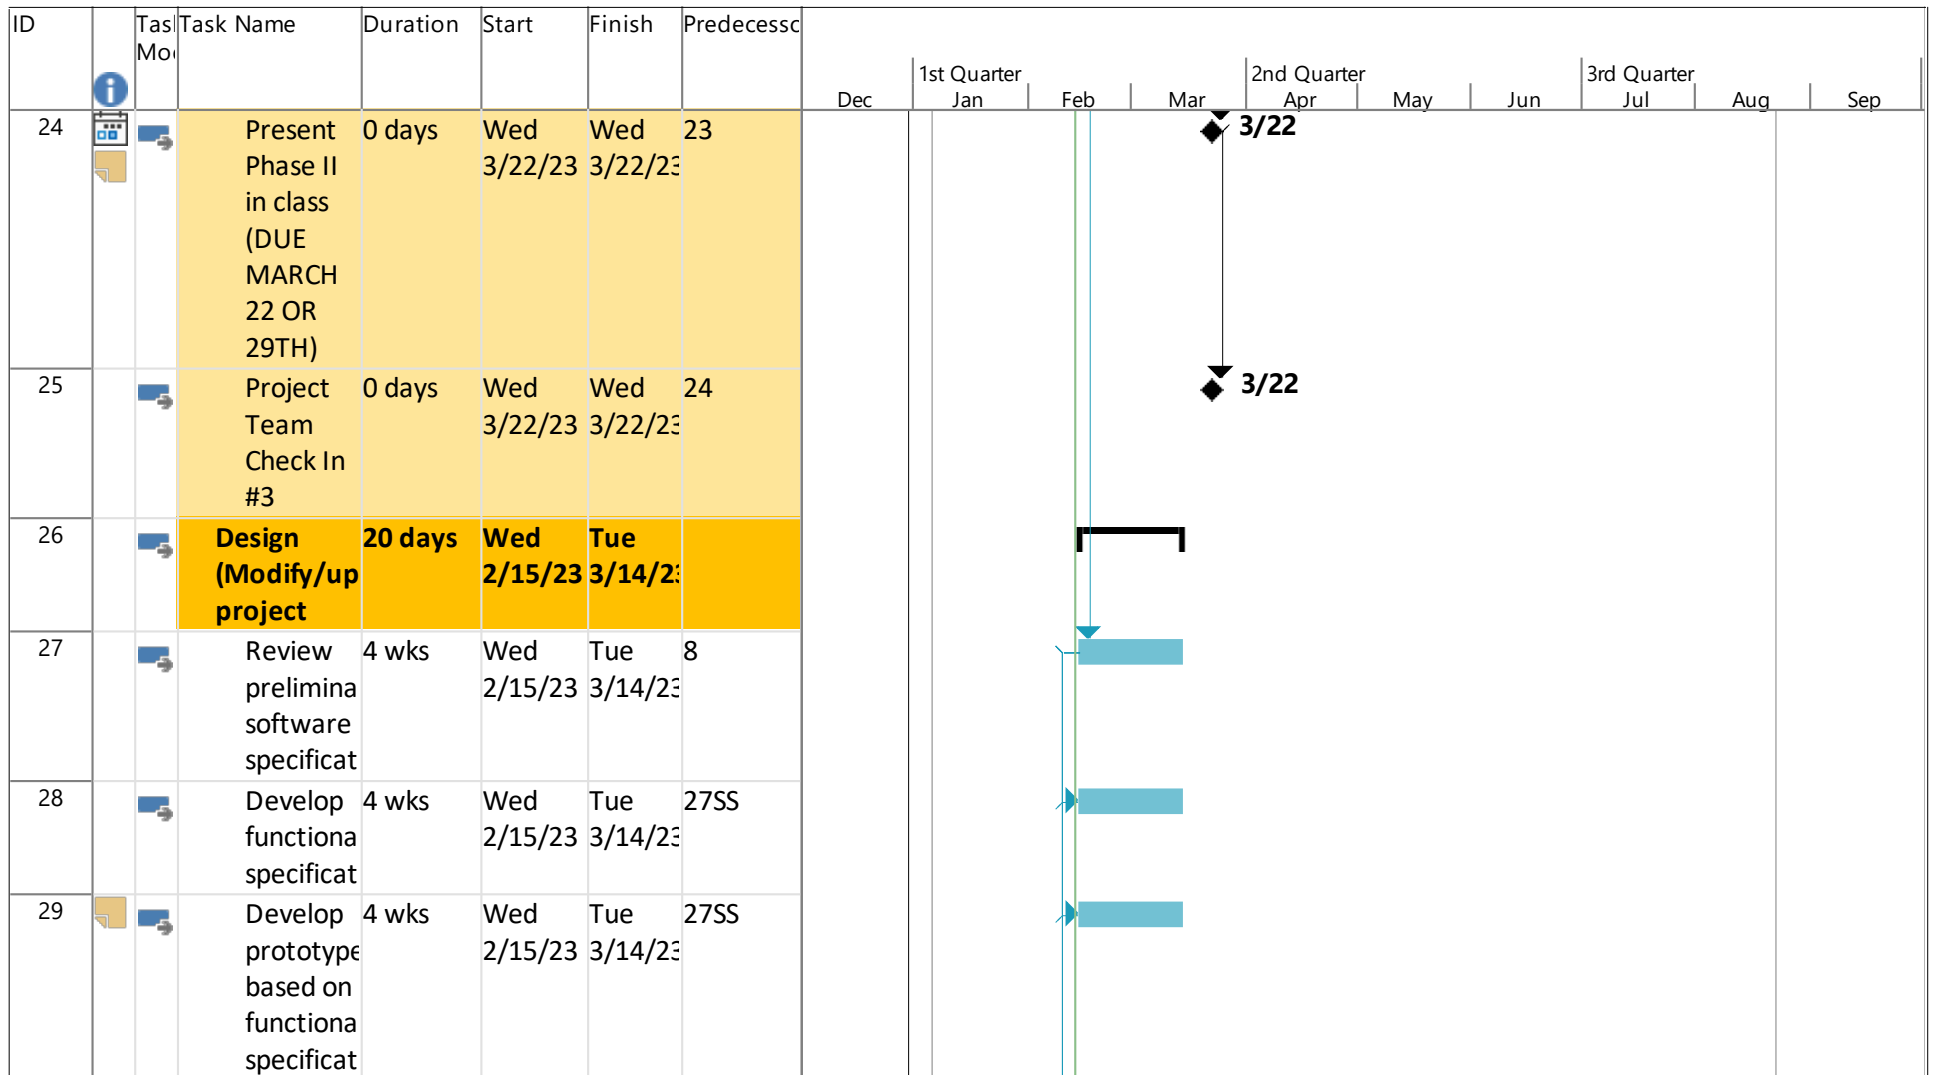 ID
Task Name
Duration
Start
Finish
1st Quarter
2nd Quarter
3rd Quarter
Dec
Jan
Feb
Mar
Apr
May
Jun
Jul
Aug
Sep
24
Present
Phase II
in class
(DUE
MARCH
22 OR
29TH)
0 days
Wed
3/22/23
Wed
3/22/23
23
3/22
25
Project
Team
Check In
#3
0 days
Wed
3/22/23
Wed
3/22/23
24
3/22
26
Design
(Modify/up
project
20 days
Wed
2/15/23
Tue
3/14/23
27
Review
prelimina
software
specificat
4 wks
Wed
2/15/23
Tue
3/14/23
8
28
Develop
functiona
specificat
4 wks
Wed
2/15/23
Tue
3/14/23
27SS
29
Develop
prototype
based on
functiona
specificat
4 wks
Wed
2/15/23
Tue
3/14/23
27SS